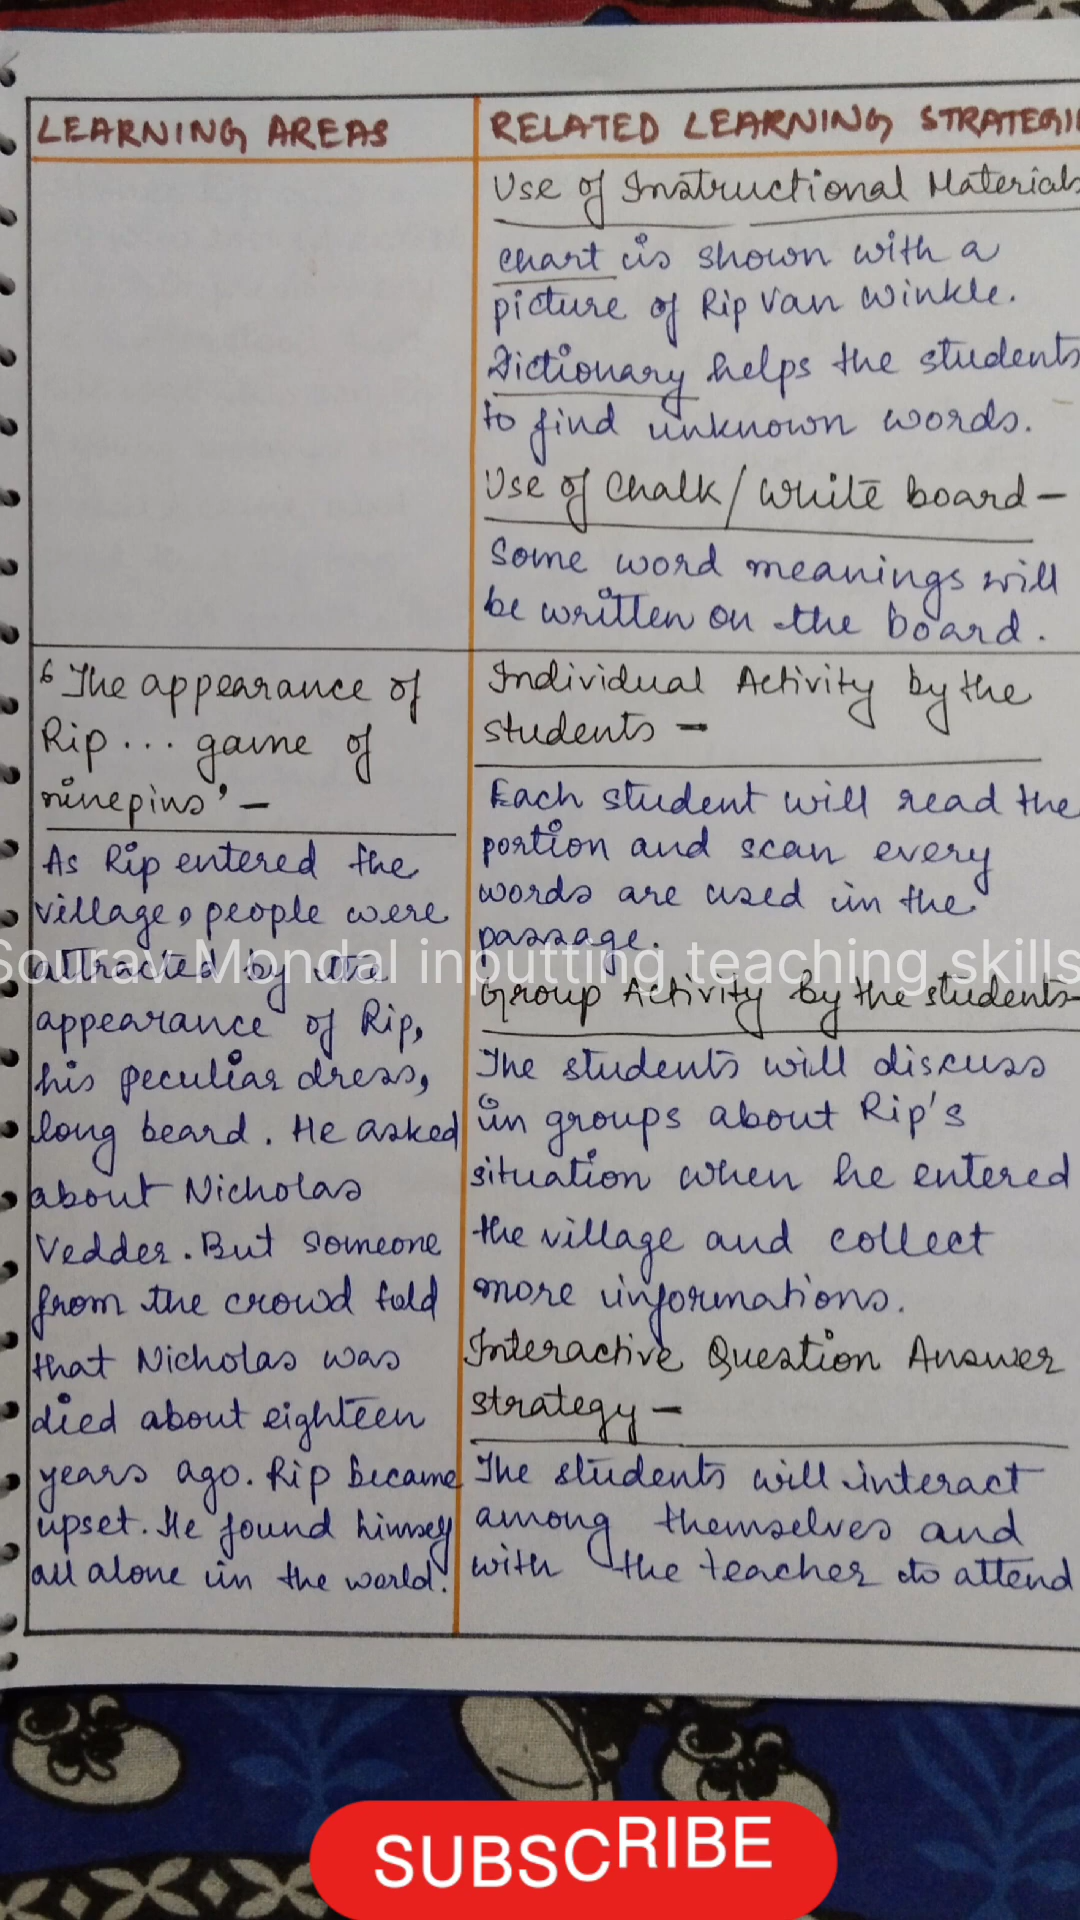 LEARNING AREAS
RELATED LEARNING STRATEGI
Use of Instructional Materials
Chart is shown with a
picture of Rip Van Winkle.
Dictionary helps the students
to find unknown words.
Use of Chalk/White board-
Some word meanings will
be written on the board.
'The appearance of
Rip... game of
ninepins'-
As Rip entered the
village, people were
attracted by the
appearance of Rip,
his peculiar dress,
long beard. He asked
about Nicholas
Vedder. But someone
from the crowd told
that Nicholas was
died about eighteen
years ago. Rip became
upset. He found himself
all alone in the world.
Individual Activity by the
students -
Each student will read the
portion and scan every
words are used in the
passage.
Group Activity by the students-
The students will discuss
in groups about Rip's
situation when he entered
the village and collect
more informations.
Interactive Question Answer
strategy-
The students will interact
among themselves and
with the teacher to attend
Sourav Mondal inputting teaching skills
SUBSCRIBE